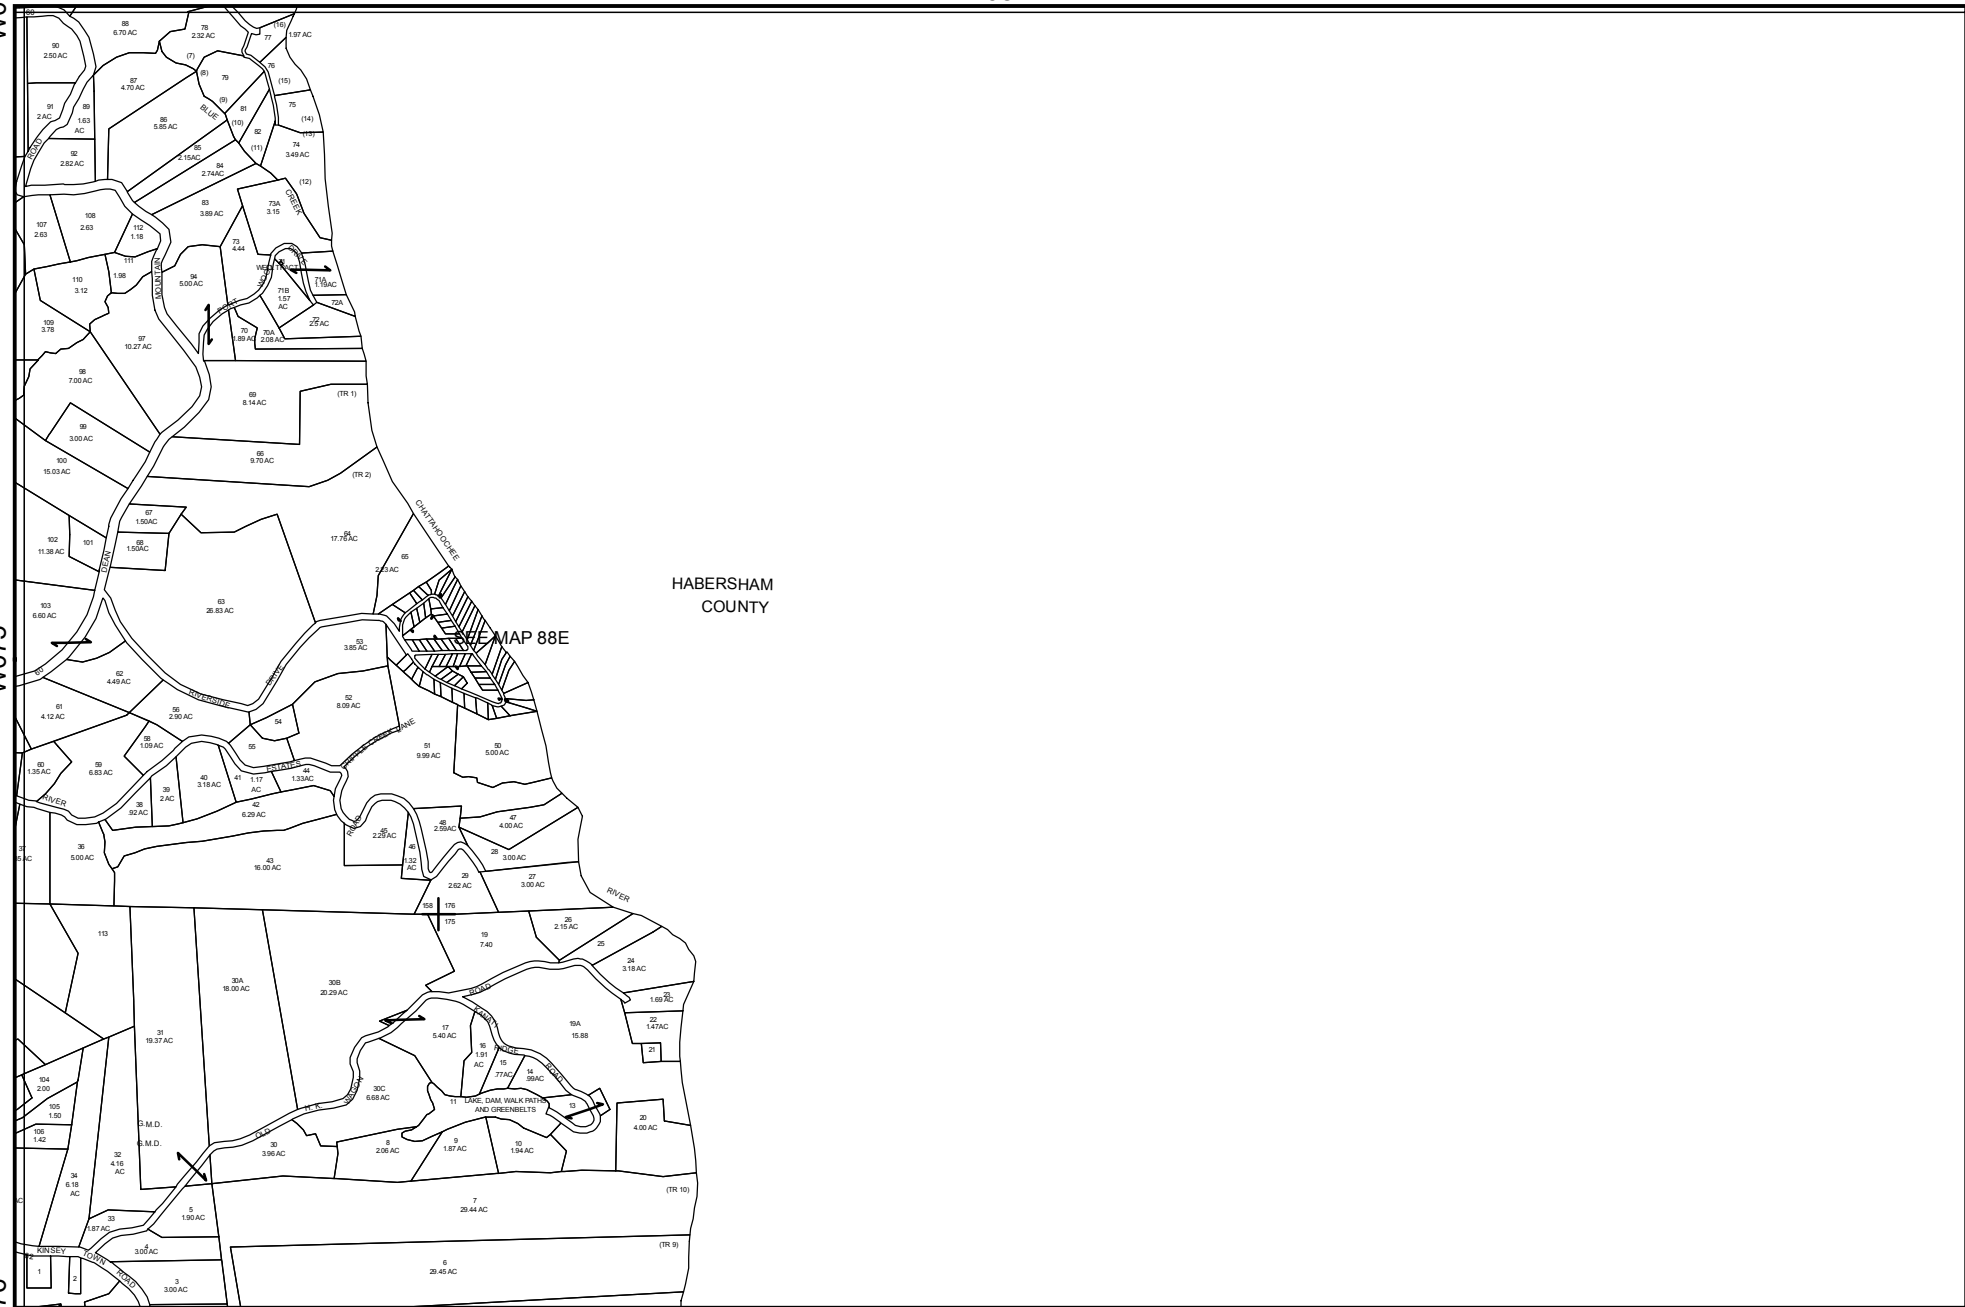 88
6.70 AC
78
2.32 AC
(16)
77
1.97 AC
90
2.50 AC
(7)
(8)
79
76
(15)
87
4.70 AC
91
2 AC
89
1.63
AC
(9)
BLUE
81
(10)
75
(14)
(13)
86
5.85 AC
82
(11)
74
3.49 AC
ROAD
92
2.82 AC
85
2.15AC
84
2.74AC
(12)
CREEK
83
3.89 AC
73A
3.15
107
2.63
108
2.63
112
1.18
73
4.44
111
1.98
110
3.12
MOUNTAIN
94
5.00 AC
71A
1.19AC
71B
1.57
AC
72A
72
2.5 AC
109
3.78
97
10.27 AC
70
1.89 AC
70A
2.08 AC
98
7.00 AC
69
8.14 AC
(TR 1)
99
3.00 AC
100
15.03 AC
66
9.70 AC
(TR 2)
67
1.50AC
68
1.50AC
102
11.38 AC
101
DEAN
64
17.76 AC
65
2.23 AC
CHATTAHOOCHEE
HABERSHAM
COUNTY
103
6.60 AC
63
26.83 AC
SEE MAP 88E
53
3.85 AC
62
4.49 AC
RIVERSIDE
DRIVE
52
8.09 AC
61
4.12 AC
56
2.90 AC
54
58
1.09 AC
55
RIPPLE CREEK LANE
51
9.99 AC
50
5.00 AC
60
1.35 AC
59
6.83 AC
ESTATES
40
3.18 AC
41
1.17
AC
44
1.33AC
39
2 AC
RIVER
38
.92 AC
42
6.29 AC
ROAD
45
2.29 AC
48
2.59AC
47
4.00 AC
37
36
5.00 AC
43
16.00 AC
46
1.32
AC
28
3.00 AC
29
2.62 AC
27
3.00 AC
RIVER
158
176
175
26
2.15 AC
113
19
7.40
25
24
3.18 AC
30A
18.00 AC
30B
20.29 AC
ROAD
23
1.69 AC
KANATI
RIDGE
ROAD
17
5.40 AC
19A
15.88
22
1.47AC
21
31
19.37 AC
16
1.91
AC
15
.77AC
14
.99AC
104
2.00
105
1.50
106
1.42
30C
6.68 AC
OLD
H. K.
WAGON
11
LAKE, DAM, WALK PATHS
AND GREENBELTS
13
20
4.00 AC
G.M.D.
G.M.D.
32
4.16
AC
30
3.96 AC
8
2.06 AC
9
1.87 AC
10
1.94 AC
34
6.18
AC
33
1.87 AC
5
1.90 AC
7
29.44 AC
(TR 10)
KINSEY
TOWN
ROAD
4
3.00 AC
6
29.45 AC
(TR 9)
1
2
3
3.00 AC